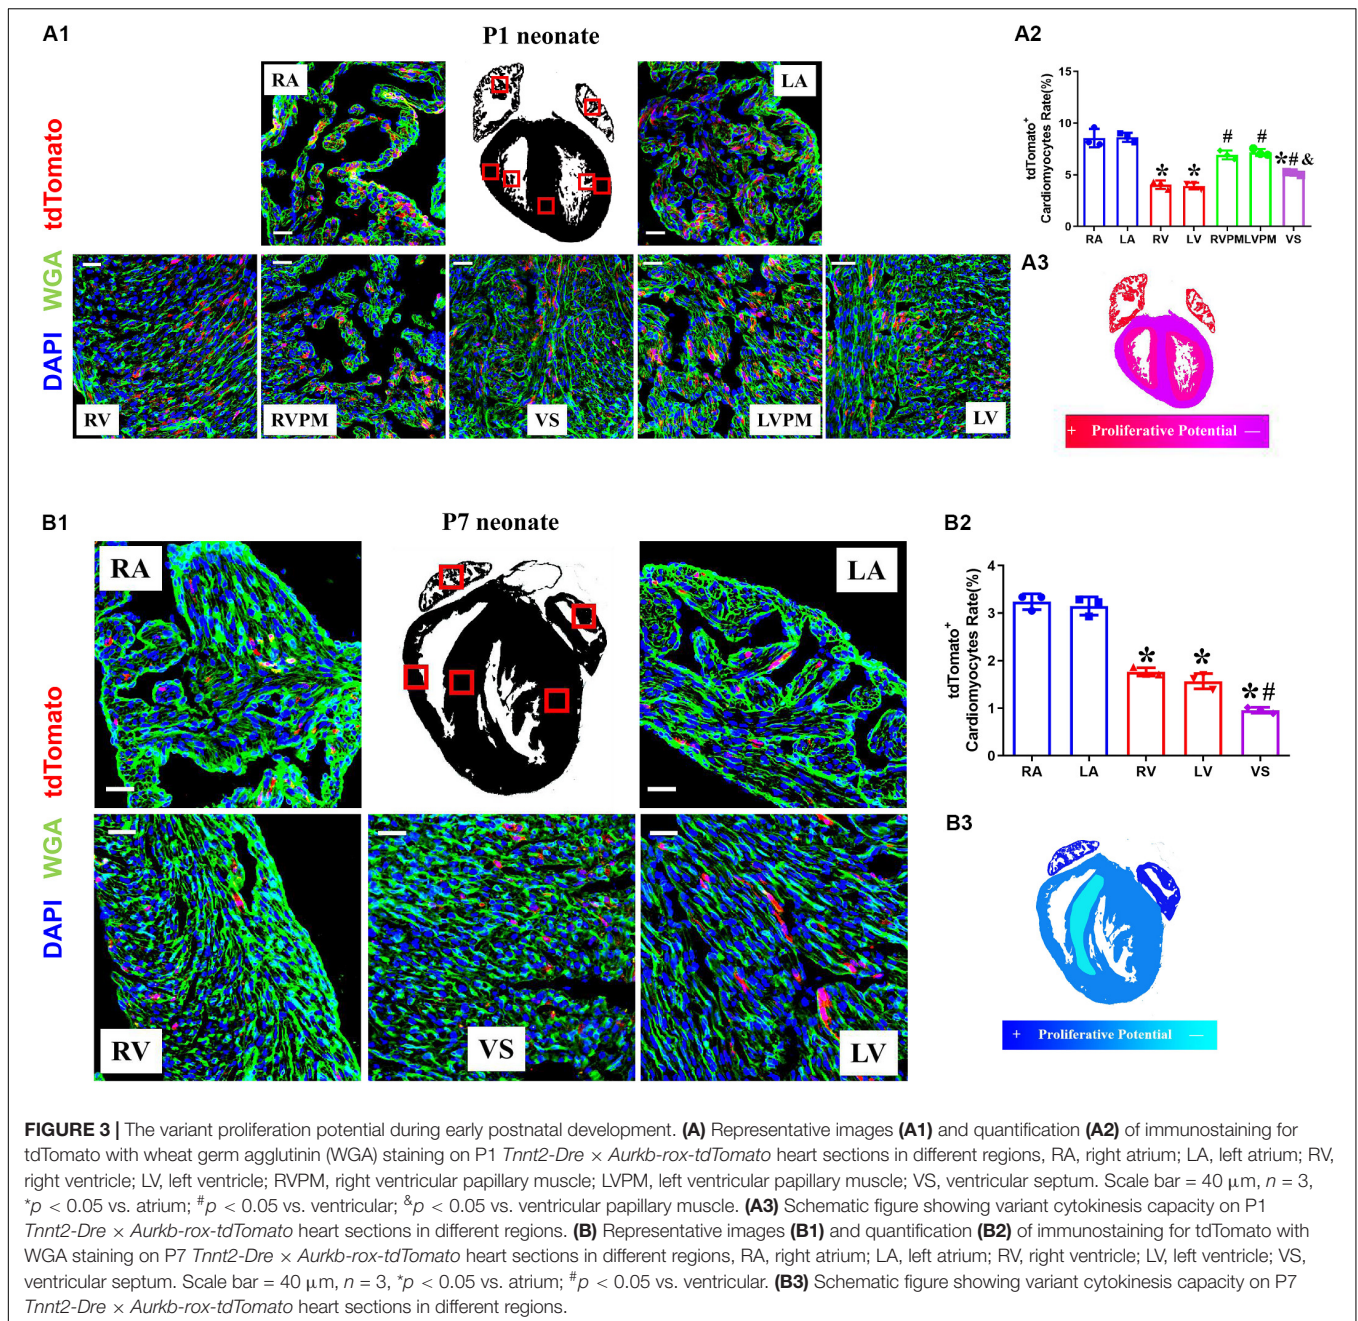 A1
P1 neonate
RA
LA
DAPI WGA tdTomato
RV
RVPM
VS
LVPM
LV
A2
tdTomato⁺
Cardiomyocytes Rate(%)
15
10
5
0
* * # # *#&
RA LA RV LV RVPM LVPM VS
A3
+ Proliferative Potential —
B1
P7 neonate
RA
LA
DAPI WGA tdTomato
RV
VS
LV
B2
tdTomato⁺
Cardiomyocytes Rate(%)
4
3
2
1
0
* * *#
RA LA RV LV VS
B3
+ Proliferative Potential —
FIGURE 3 | The variant proliferation potential during early postnatal development. (A) Representative images (A1) and quantification (A2) of immunostaining for
tdTomato with wheat germ agglutinin (WGA) staining on P1 Tnnt2-Dre × Aurkb-rox-tdTomato heart sections in different regions, RA, right atrium; LA, left atrium; RV,
right ventricle; LV, left ventricle; RVPM, right ventricular papillary muscle; LVPM, left ventricular papillary muscle; VS, ventricular septum. Scale bar = 40 μm, n = 3,
*p < 0.05 vs. atrium; #p < 0.05 vs. ventricular; &p < 0.05 vs. ventricular papillary muscle. (A3) Schematic figure showing variant cytokinesis capacity on P1
Tnnt2-Dre × Aurkb-rox-tdTomato heart sections in different regions. (B) Representative images (B1) and quantification (B2) of immunostaining for tdTomato with
WGA staining on P7 Tnnt2-Dre × Aurkb-rox-tdTomato heart sections in different regions, RA, right atrium; LA, left atrium; RV, right ventricle; LV, left ventricle; VS,
ventricular septum. Scale bar = 40 μm, n = 3, *p < 0.05 vs. atrium; #p < 0.05 vs. ventricular. (B3) Schematic figure showing variant cytokinesis capacity on P7
Tnnt2-Dre × Aurkb-rox-tdTomato heart sections in different regions.